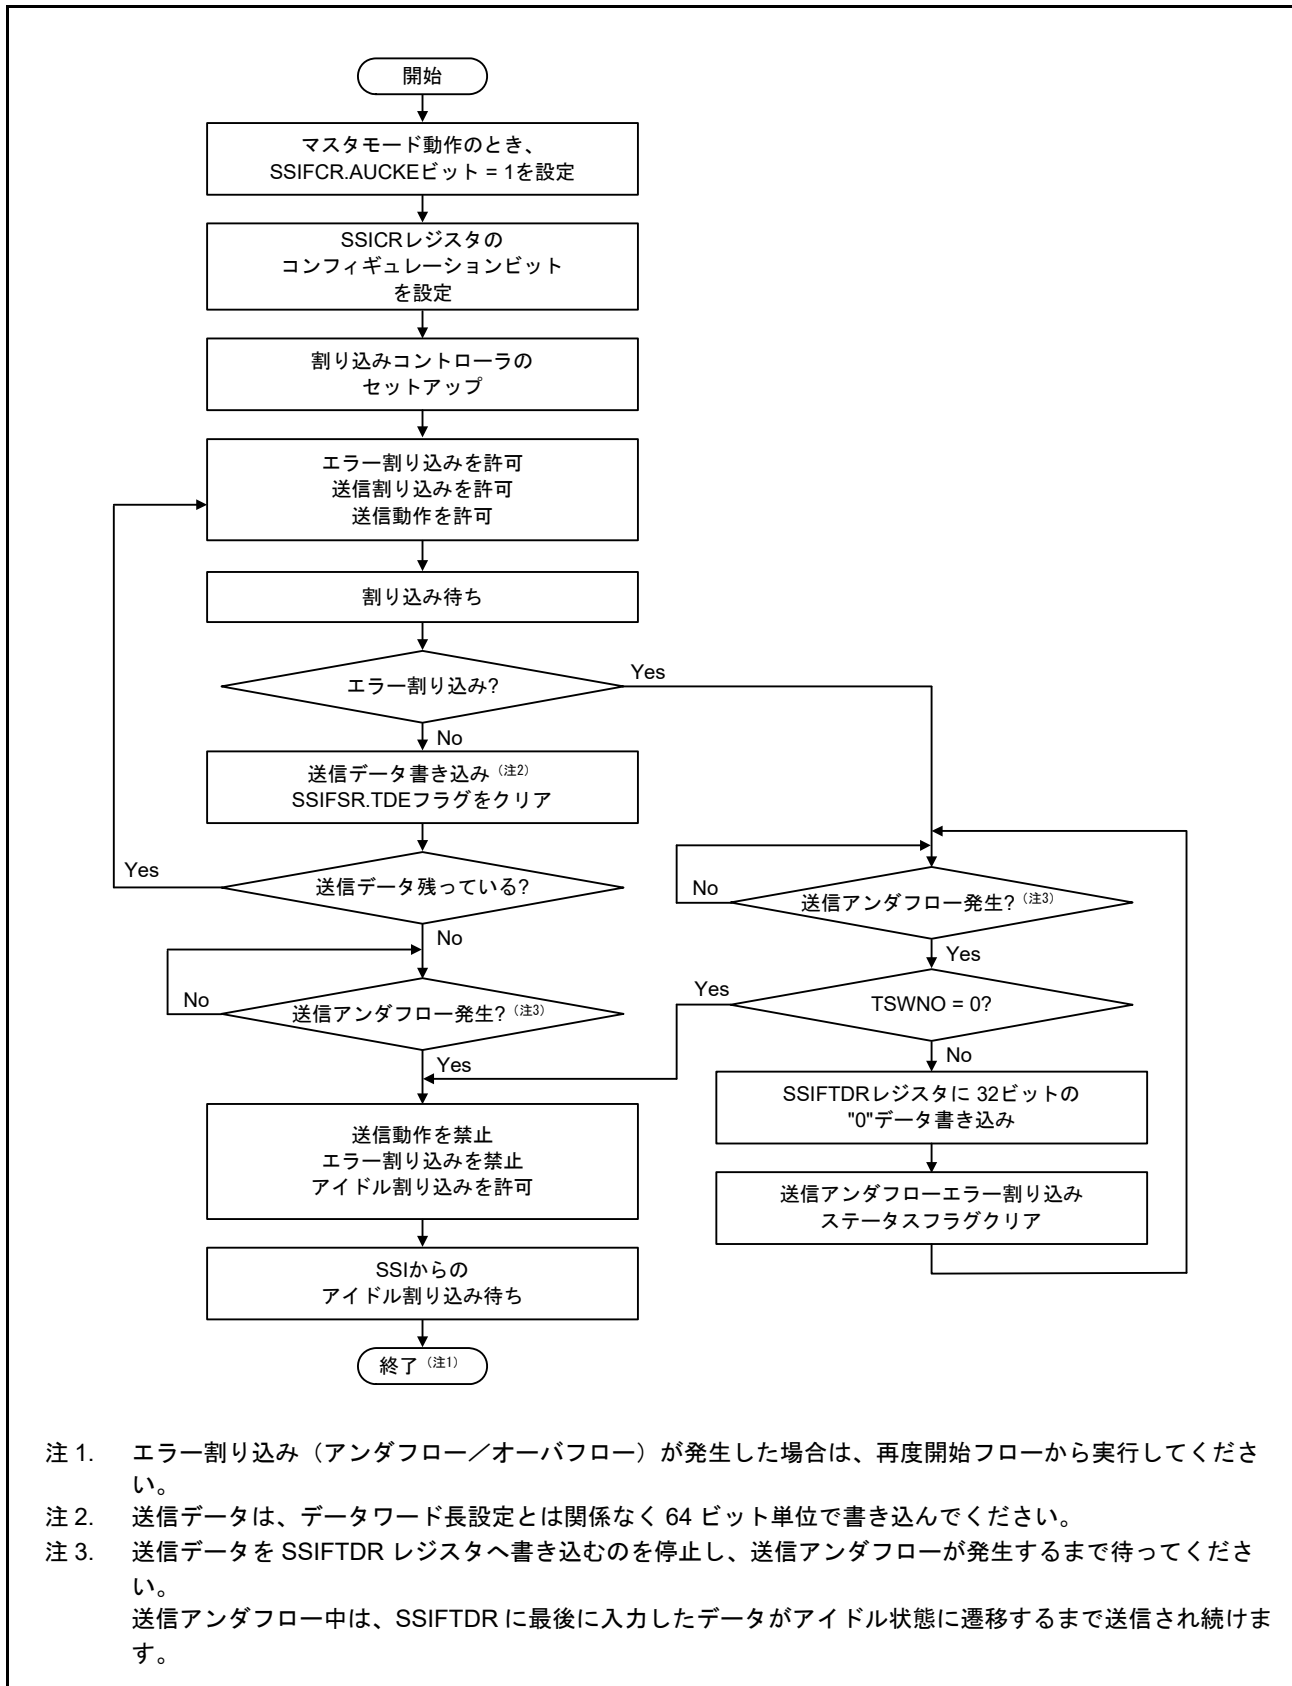 開始
マスタモード動作のとき、
SSIFCR.AUCKEビット = 1を設定
SSICRレジスタの
コンフィギュレーションビット
を設定
割り込みコントローラの
セットアップ
エラー割り込みを許可
送信割り込みを許可
送信動作を許可
割り込み待ち
エラー割り込み?
Yes
No
送信データ書き込み（注2）
SSIFSR.TDEフラグをクリア
Yes
送信データ残っている?
No
No
送信アンダフロー発生?（注3）
Yes
No
送信アンダフロー発生?（注3）
Yes
Yes
TSWNO = 0?
No
SSIFTDRレジスタに 32ビットの
"0"データ書き込み
送信アンダフローエラー割り込み
ステータスフラグクリア
送信動作を禁止
エラー割り込みを禁止
アイドル割り込みを許可
SSIからの
アイドル割り込み待ち
終了（注1）
注 1. エラー割り込み（アンダフロー／オーバフロー）が発生した場合は、再度開始フローから実行してくださ
い。
注 2. 送信データは、データワード長設定とは関係なく 64 ビット単位で書き込んでください。
注 3. 送信データを SSIFTDR レジスタへ書き込むのを停止し、送信アンダフローが発生するまで待ってくださ
い。
送信アンダフロー中は、SSIFTDR に最後に入力したデータがアイドル状態に遷移するまで送信され続けま
す。